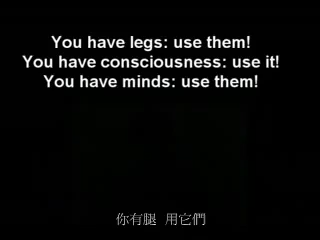 You have legs: use them!
You have consciousness: use it!
You have minds: use them!
你有腿 用它們